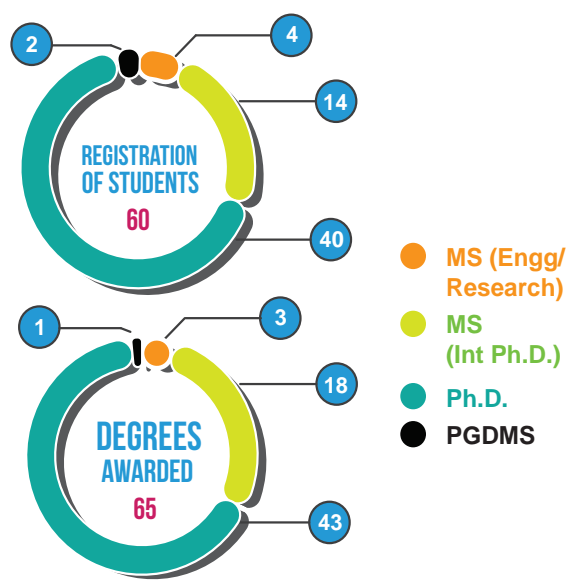 2
4
14
REGISTRATION
OF STUDENTS
60
40
1
3
18
DEGREES
AWARDED
65
43
MS (Engg/
Research)
MS
(Int Ph.D.)
Ph.D.
PGDMS